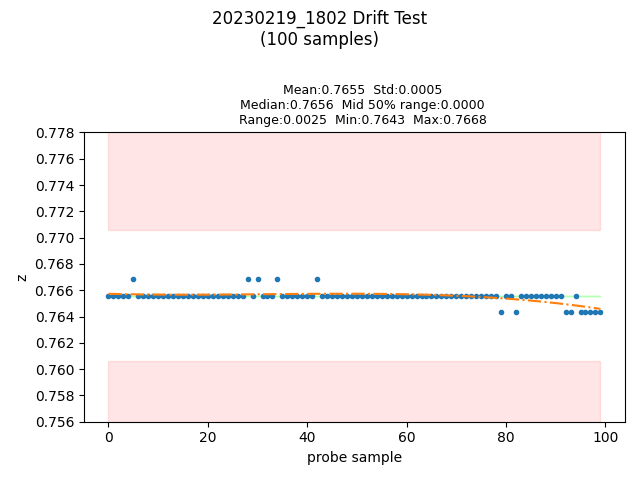 20230219_1802 Drift Test
(100 samples)
Mean:0.7655 Std:0.0005
Median:0.7656 Mid 50% range:0.0000
Range:0.0025 Min:0.7643 Max:0.7668
0.778
0.776
0.774
0.772
0.770
0.768
0.766
0.764
0.762
0.760
0.758
0.756
z
0 20 40 60 80 100
probe sample